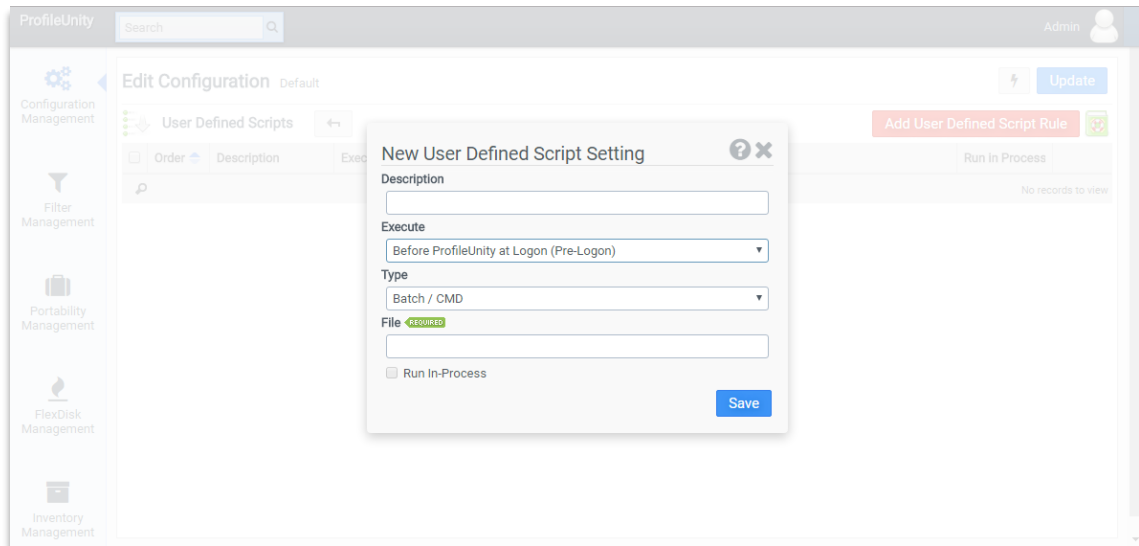 ProfileUnity
Search
Admin
Configuration
Management
Edit Configuration Default
Update
User Defined Scripts
Add User Defined Script Rule
Order Description Exec
Run In Process
No records to view
Filter
Management
Portability
Management
FlexDisk
Management
Inventory
Management
New User Defined Script Setting
Description
Execute
Before ProfileUnity at Logon (Pre-Logon)
Type
Batch / CMD
File REQUIRED
Run In-Process
Save